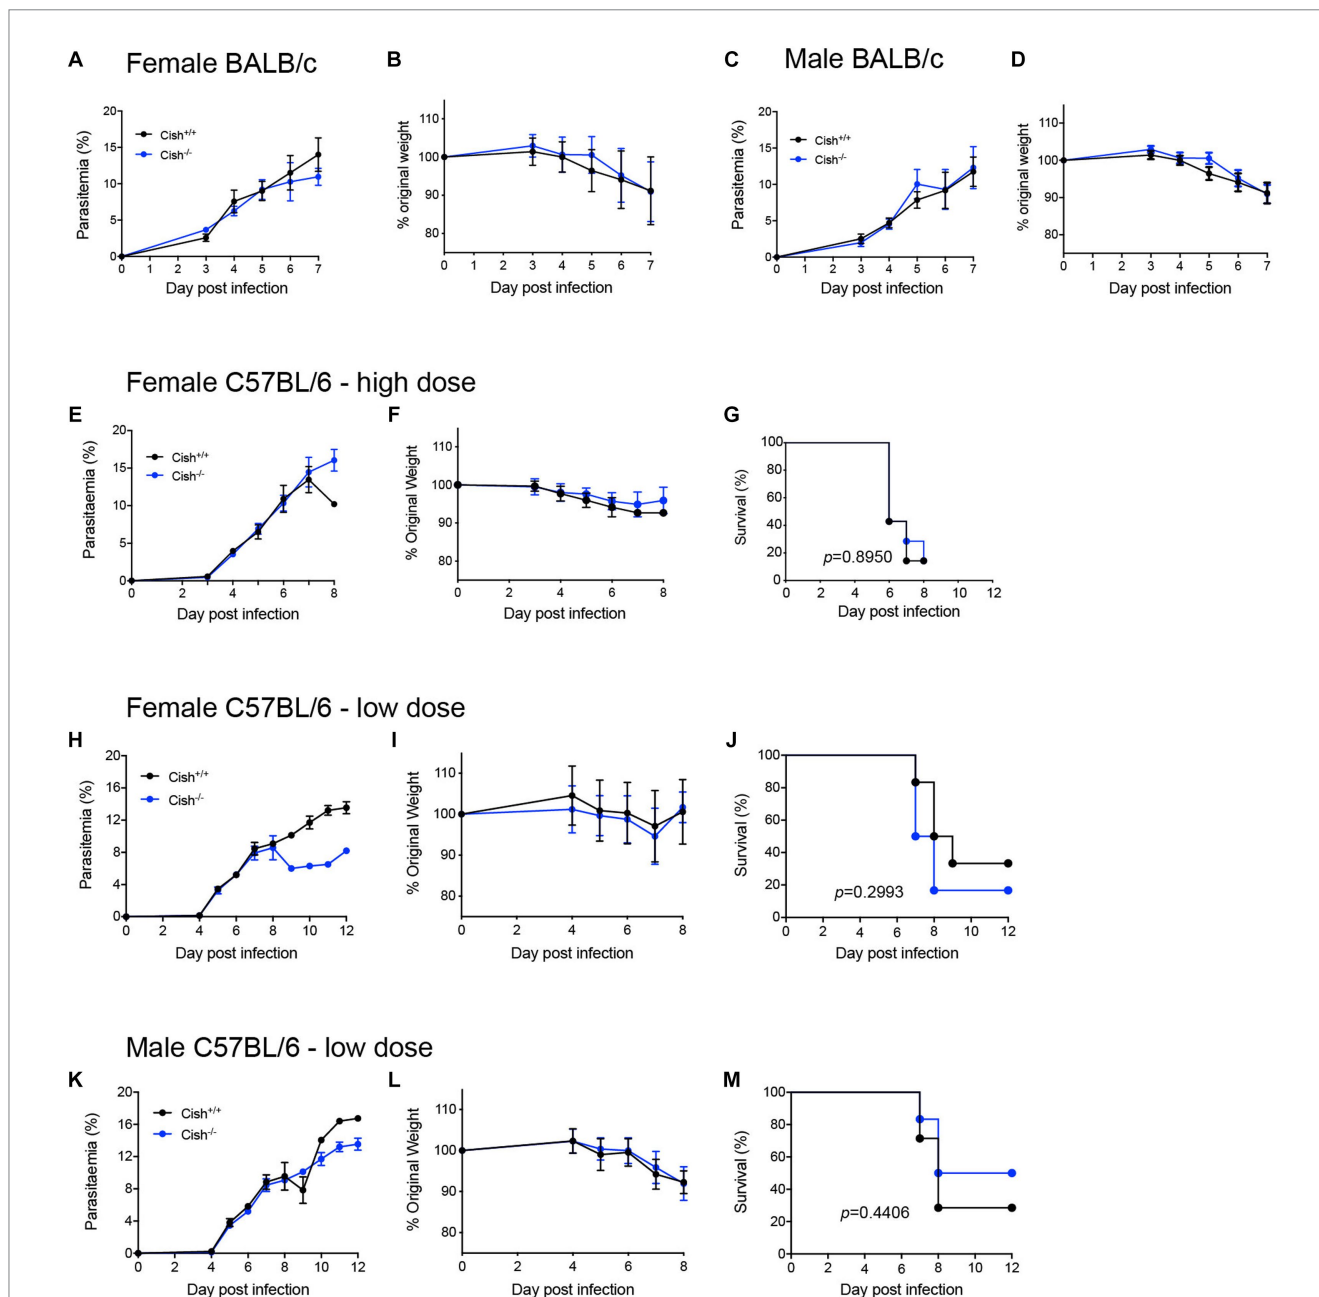 A Female BALB/c B C Male BALB/c D
Parasitemia (%)
20
15
10
5
0
Cish+/+
Cish-/-
0 1 2 3 4 5 6 7
Day post infection
% original weight
110
100
90
80
0 1 2 3 4 5 6 7
Day post infection
Parasitemia (%)
20
15
10
5
0
Cish+/+
Cish-/-
0 1 2 3 4 5 6 7
Day post infection
% original weight
110
100
90
80
0 1 2 3 4 5 6 7
Day post infection
Female C57BL/6 - high dose
E F G
Parasitaemia (%)
20
15
10
5
0
Cish+/+
Cish-/-
0 2 4 6 8
Day post infection
% Original Weight
110
100
90
80
0 2 4 6 8
Day post infection
Survival (%)
100
80
60
40
20
0
p=0.8950
0 2 4 6 8 10 12
Day post infection
Female C57BL/6 - low dose
H I J
Parasitaemia (%)
20
16
12
8
4
0
Cish+/+
Cish-/-
0 2 4 6 8 10 12
Day post infection
% Original Weight
110
100
90
80
0 2 4 6 8
Day post infection
Survival (%)
100
80
60
40
20
0
p=0.2993
0 2 4 6 8 10 12
Day post infection
Male C57BL/6 - low dose
K L M
Parasitaemia (%)
20
16
12
8
4
0
Cish+/+
Cish-/-
0 2 4 6 8 10 12
Day post infection
% Original Weight
110
100
90
80
0 2 4 6 8
Day post infection
Survival (%)
100
80
60
40
20
0
p=0.4406
0 2 4 6 8 10 12
Day post infection